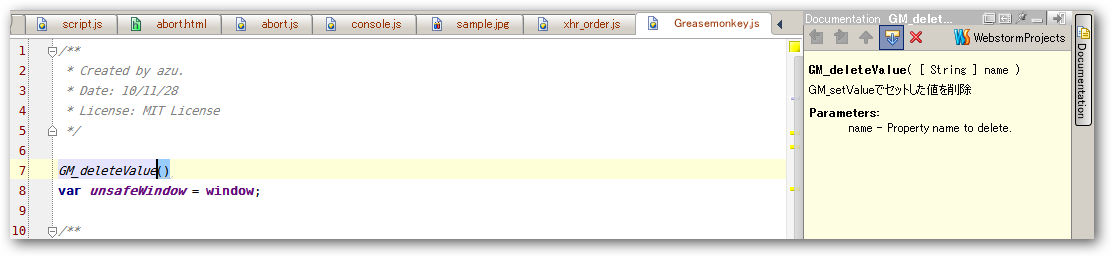 script.js abort.html abort.js console.js sample.jpg xhr_order.js Greasemonkey.js
1 /**
2 * Created by azu.
3 * Date: 10/11/28
4 * License: MIT License
5 */
6
7 GM_deleteValue()
8 var unsafeWindow = window;
9
10 /**
Documentation GM_delet...
WebstormProjects
GM_deleteValue( [ String ] name )
GM_setValueでセットした値を削除
Parameters:
name - Property name to delete.
Documentation